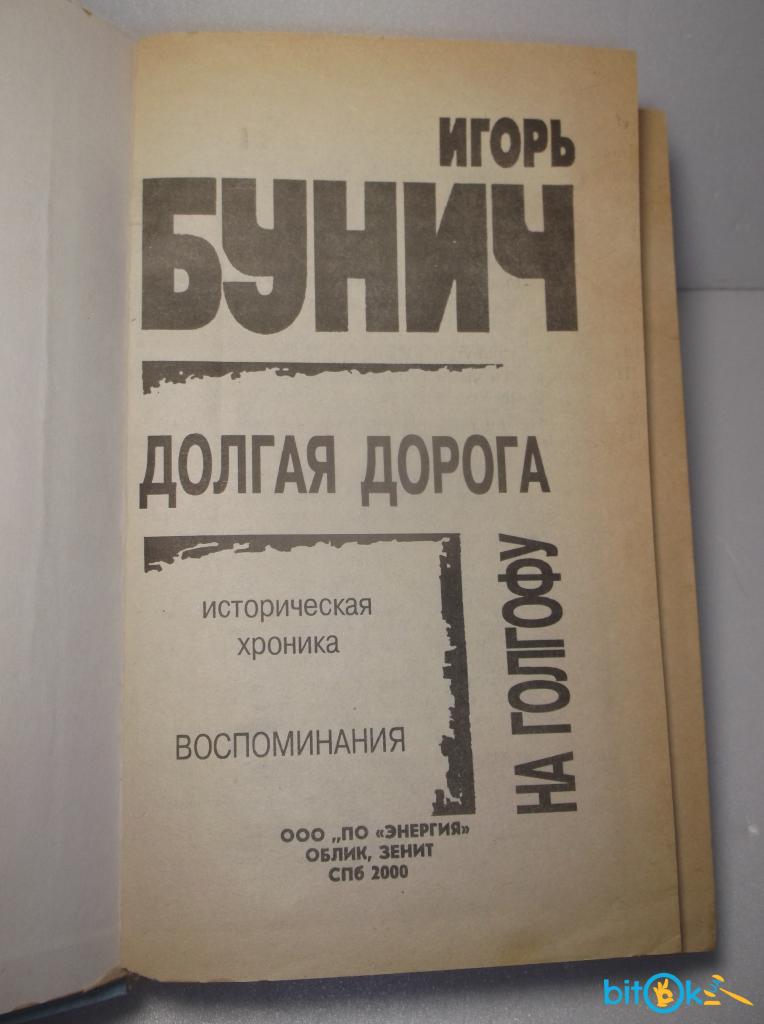 ИГОРЬ
БУНИЧ
ДОЛГАЯ ДОРОГА
НА ГОЛГОФУ
историческая
хроника
ВОСПОМИНАНИЯ
ООО „ПО «ЭНЕРГИЯ»
ОБЛИК, ЗЕНИТ
СПб 2000
bitOk